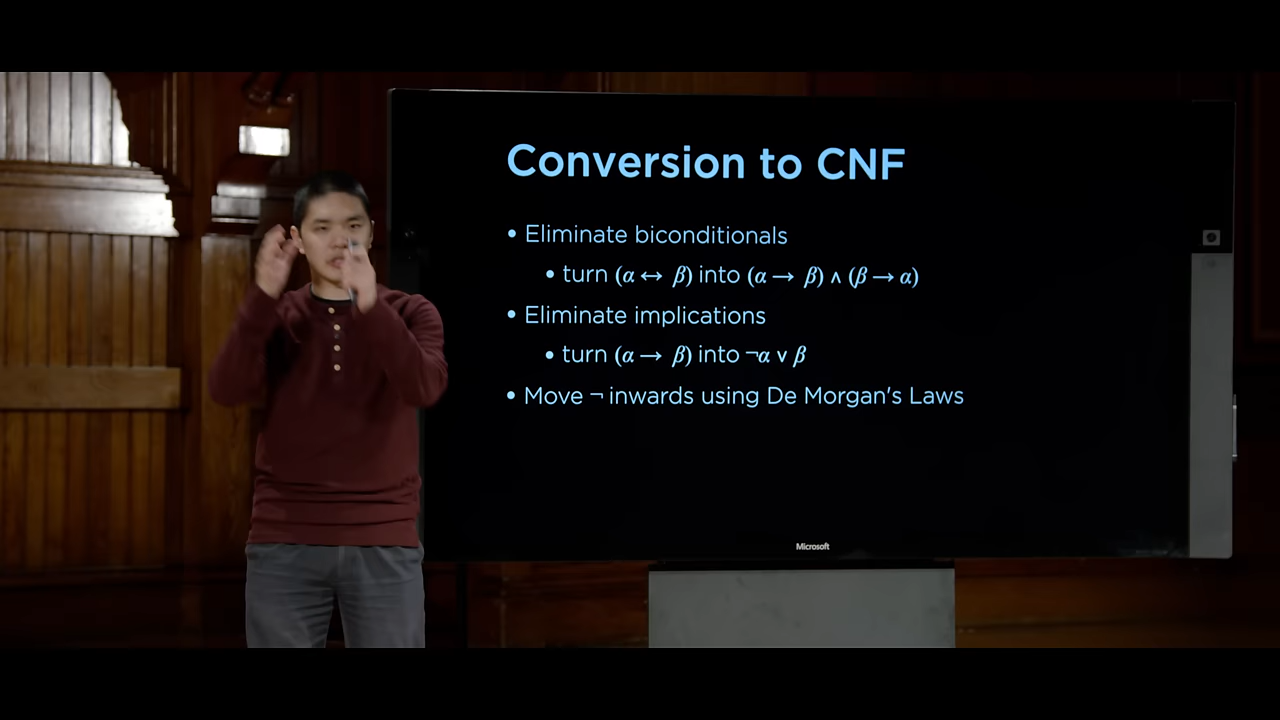 Conversion to CNF
• Eliminate biconditionals
• turn (α ↔ β) into (α → β) ∧ (β → α)
• Eliminate implications
• turn (α → β) into ¬α ∨ β
• Move ¬ inwards using De Morgan's Laws
Microsoft